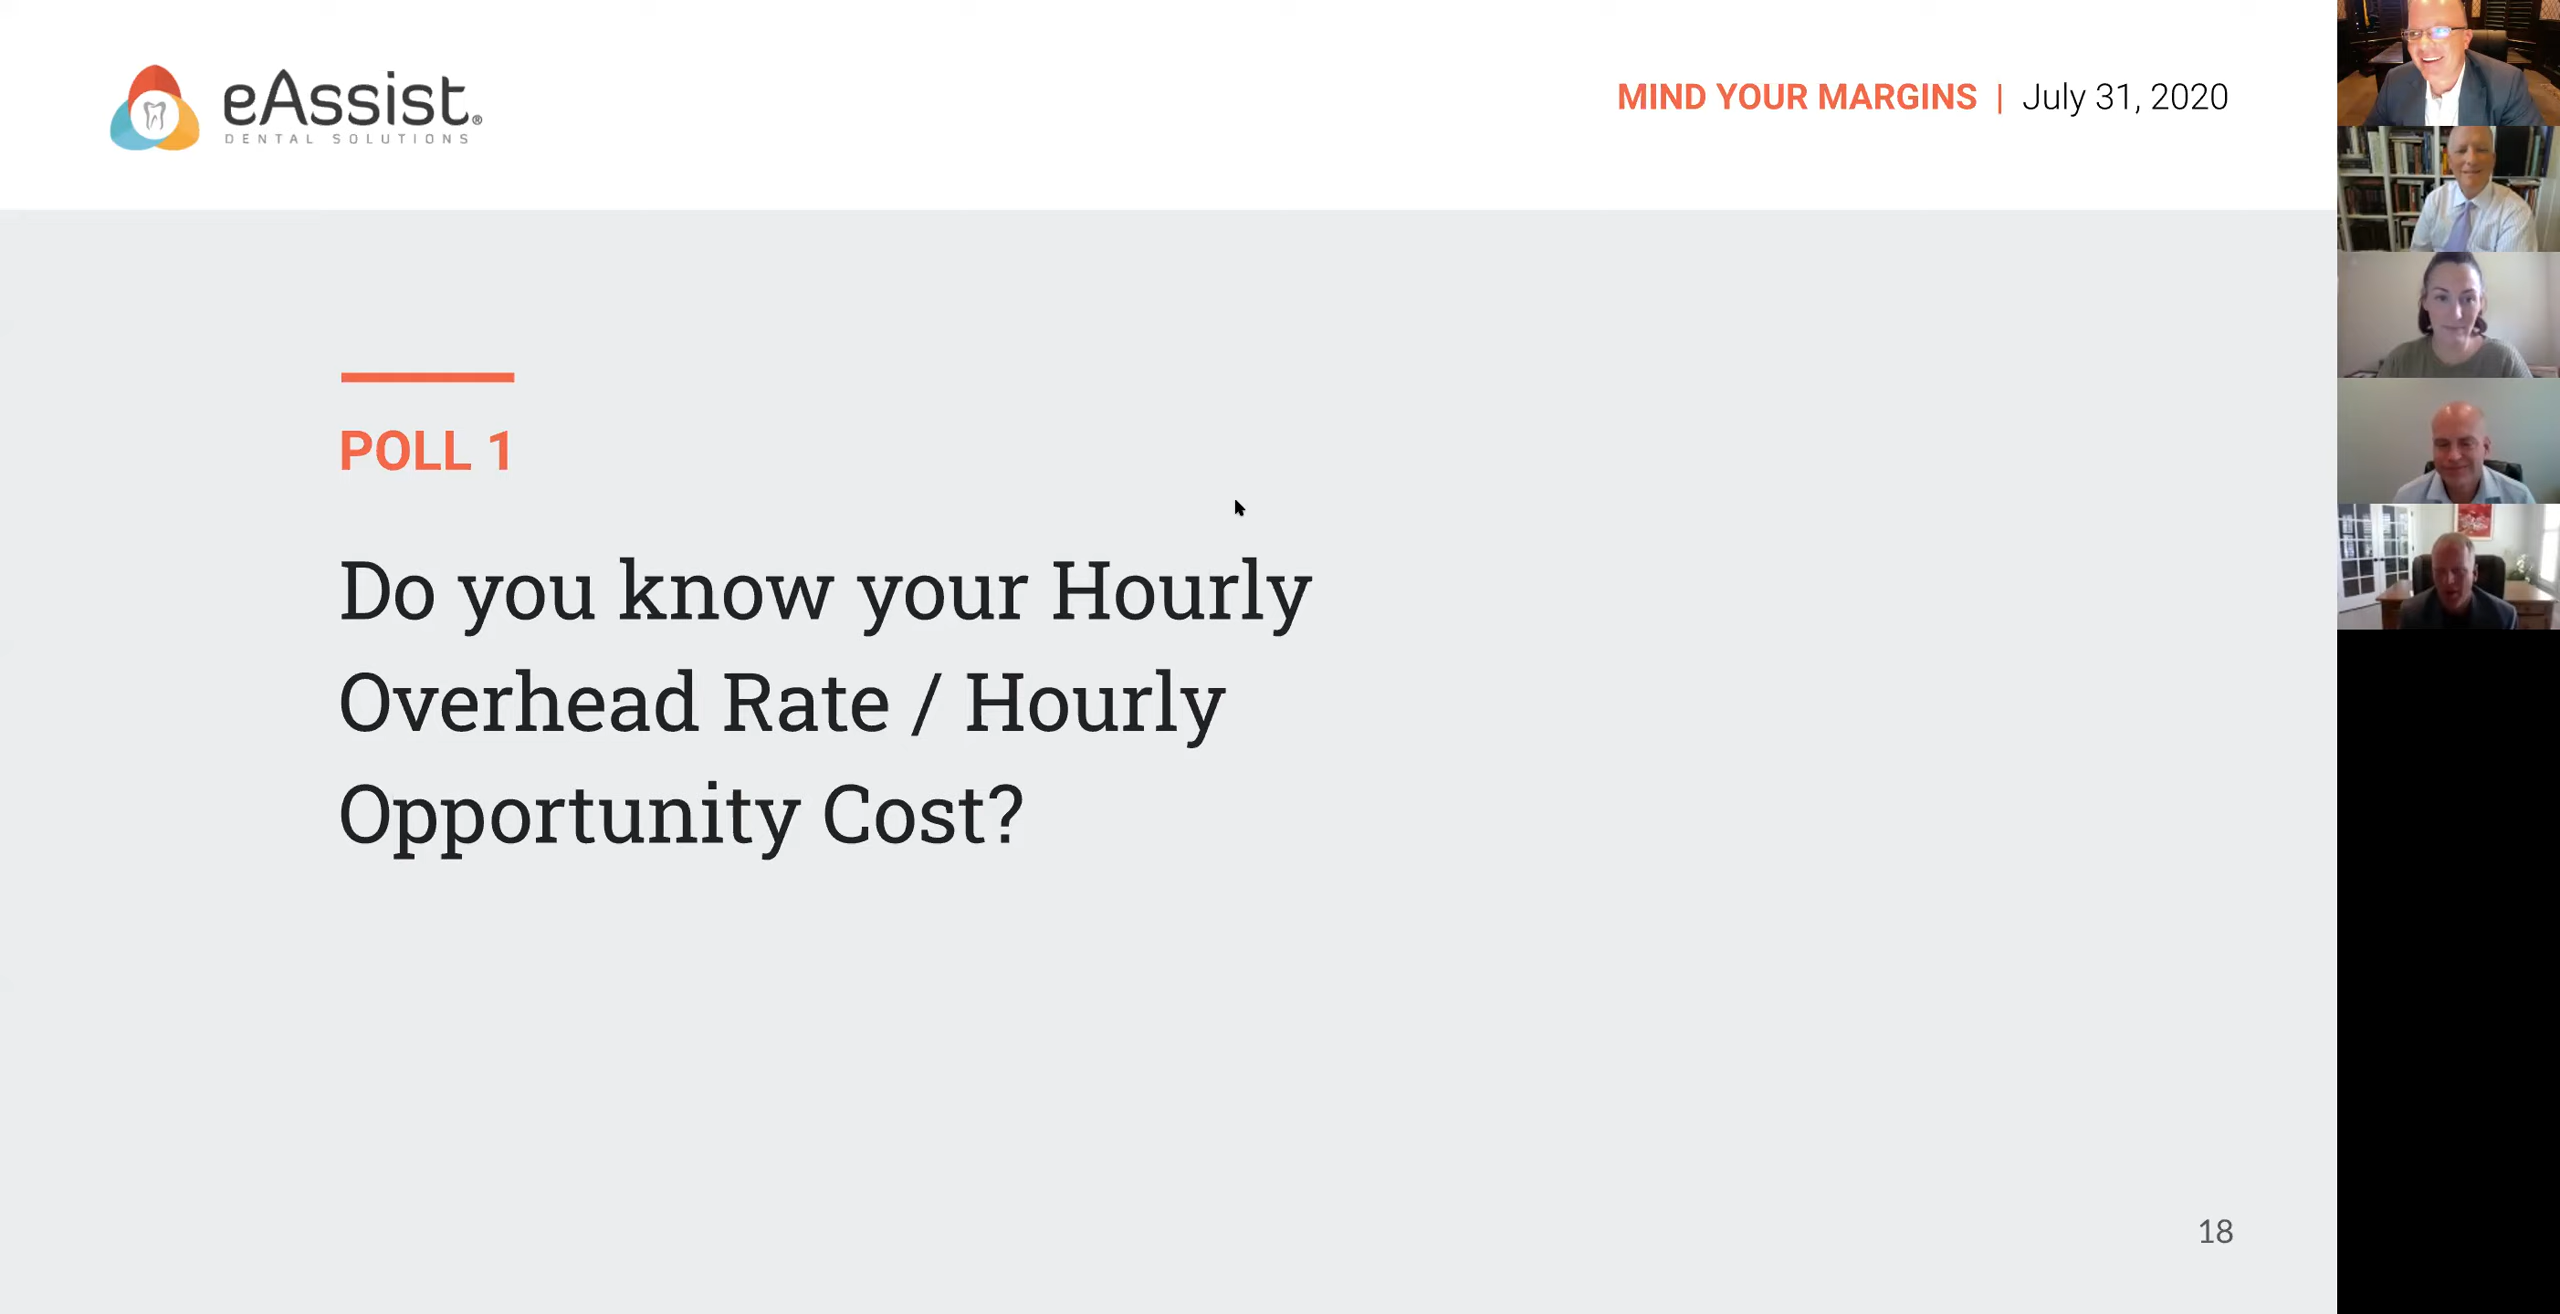 eAssist®
DENTAL SOLUTIONS
MIND YOUR MARGINS | July 31, 2020
POLL 1
Do you know your Hourly
Overhead Rate / Hourly
Opportunity Cost?
18